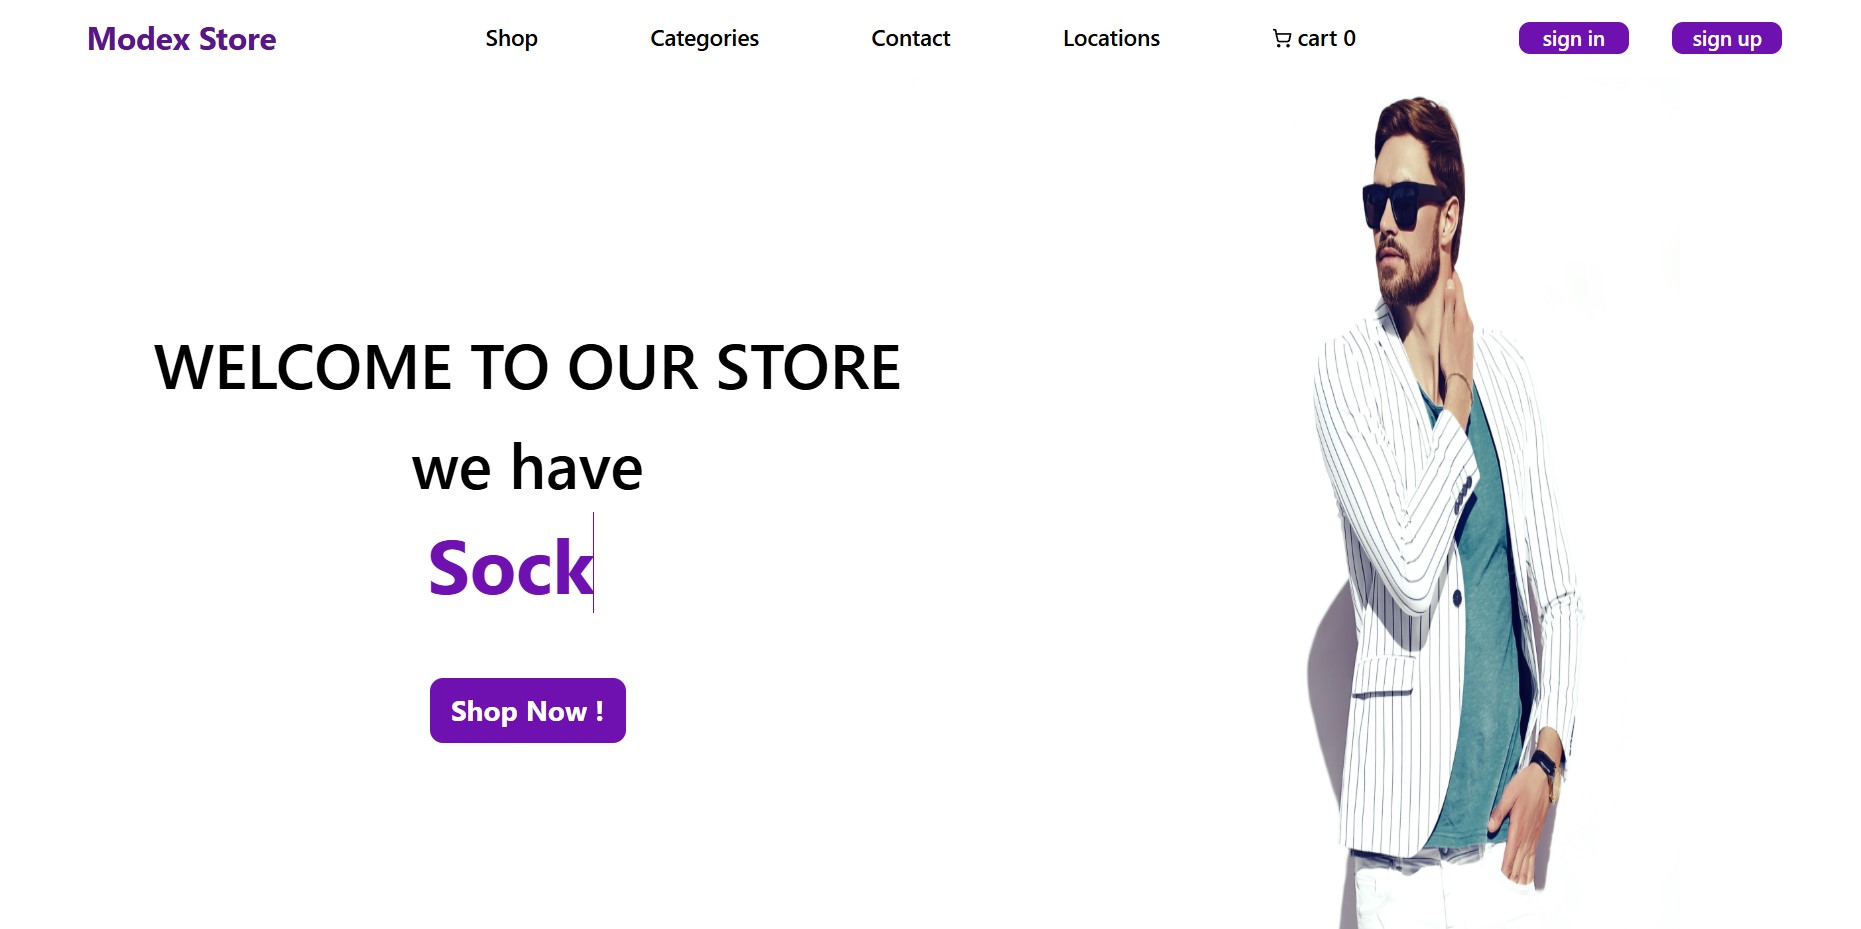 Modex Store Shop Categories Contact Locations cart 0 sign in sign up
WELCOME TO OUR STORE
we have
Sock
Shop Now !